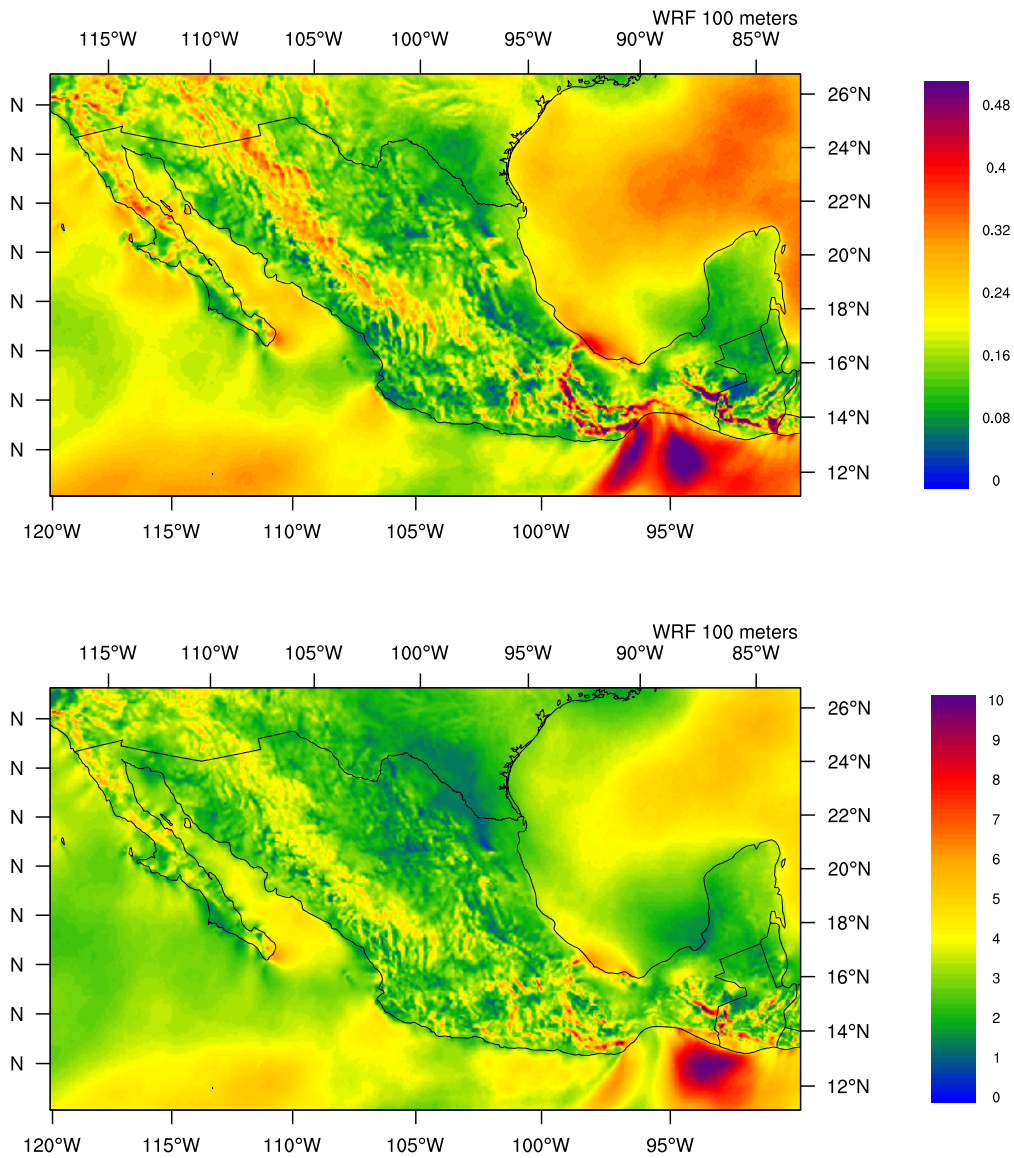 WRF 100 meters
115°W 110°W 105°W 100°W 95°W 90°W 85°W
N 26°N 0.48
N 24°N 0.4
N 22°N 0.32
N 20°N 0.24
N 18°N 0.16
N 16°N 0.08
N 14°N 0
N 12°N
120°W 115°W 110°W 105°W 100°W 95°W
WRF 100 meters
115°W 110°W 105°W 100°W 95°W 90°W 85°W
10
N 26°N 9
N 24°N 8
N 22°N 7
N 20°N 6
N 18°N 5
N 16°N 4
N 14°N 3
N 12°N 2
1
0
120°W 115°W 110°W 105°W 100°W 95°W